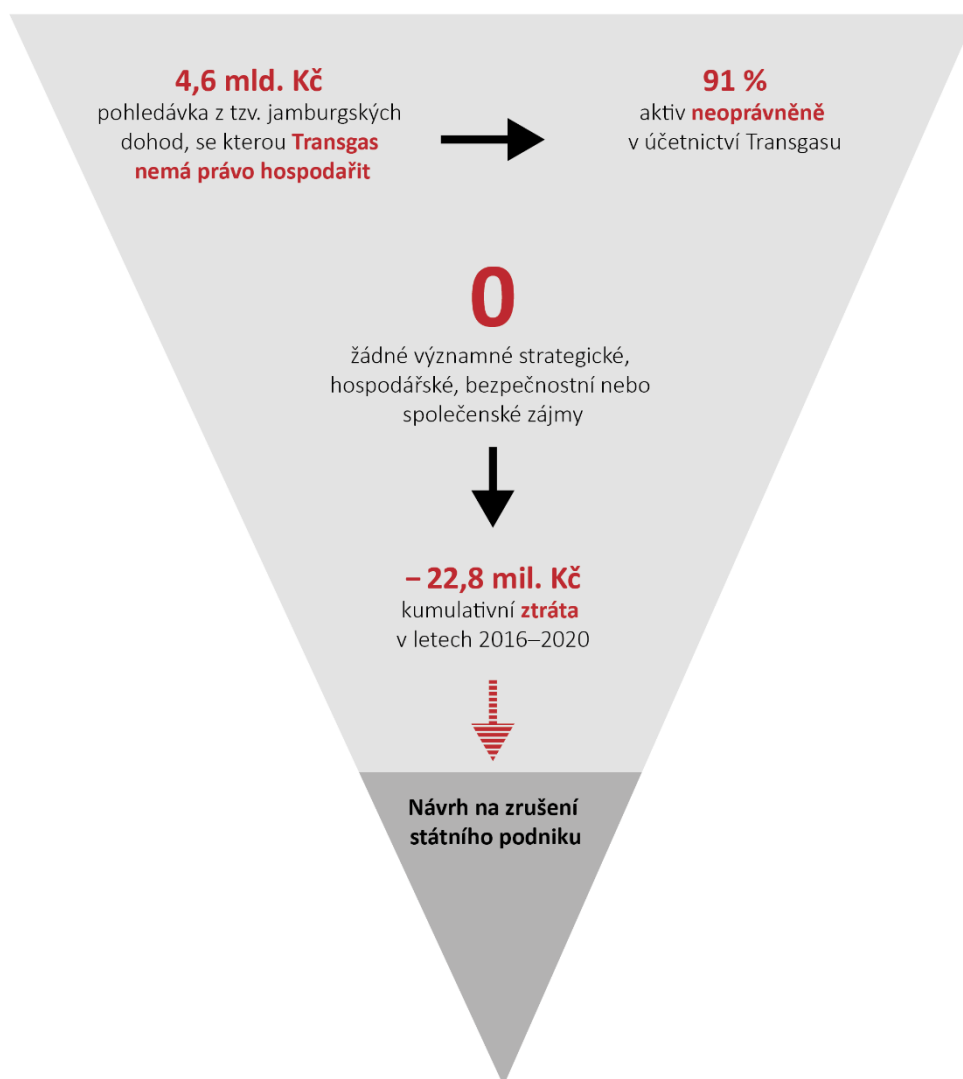 4,6 mld. Kč
pohledávka z tzv. jamburgských
dohod, se kterou Transgas
nemá právo hospodařit
91 %
aktiv neoprávněně
v účetnictví Transgasu
0
žádné významné strategické,
hospodářské, bezpečnostní nebo
společenské zájmy
– 22,8 mil. Kč
kumulativní ztráta
v letech 2016–2020
Návrh na zrušení
státního podniku